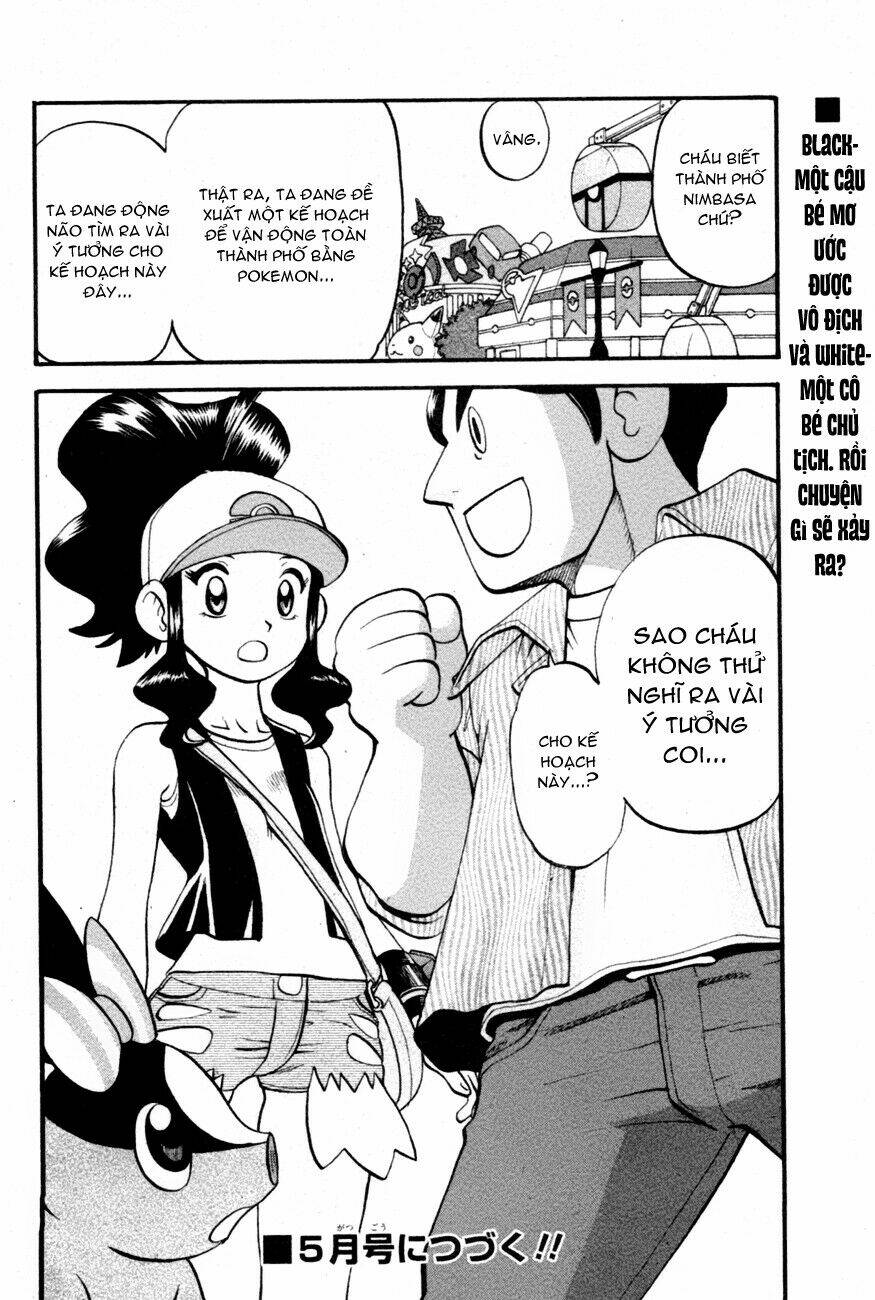 CHÁU BIẾT
THÀNH PHỐ
NIMBASA
CHỨ?
VÂNG.
THẬT RA, TA ĐANG ĐỀ
XUẤT MỘT KẾ HOẠCH
ĐỂ VẬN ĐỘNG TOÀN
THÀNH PHỐ BẰNG
POKEMON...
TA ĐANG ĐỘNG
NÃO TÌM RA VÀI
Ý TƯỞNG CHO
KẾ HOẠCH NÀY
ĐÂY...
SAO CHÁU
KHÔNG THỬ
NGHĨ RA VÀI
Ý TƯỞNG
COI...
CHO KẾ
HOẠCH
NÀY...?
■
Black-
Một cậu
bé mơ
ước
được
vô địch
và White-
Một cô
bé chủ
tịch. Rồi
chuyện
gì sẽ xảy
ra?
がつ ごう
■5月号につづく!!